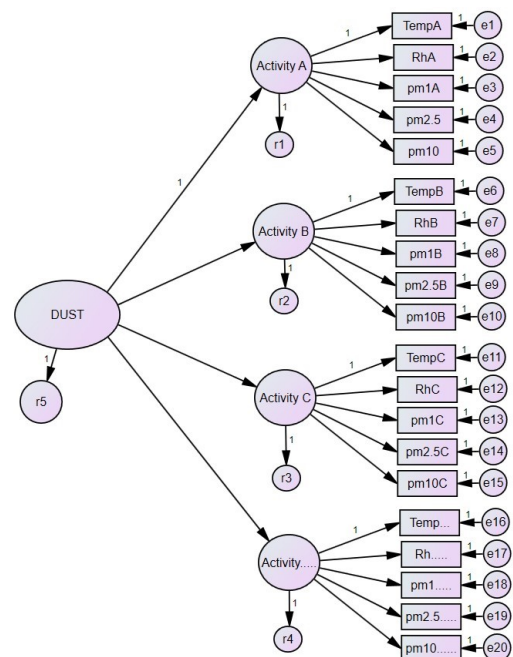 TempA
1
1
e1
RhA
1
e2
Activity A
pm1A
1
e3
pm2.5
1
e4
pm10
1
e5
1
r1
1
TempB
1
1
e6
RhB
1
e7
Activity B
pm1B
1
e8
pm2.5B
1
e9
pm10B
1
e10
1
r2
DUST
1
r5
TempC
1
1
e11
RhC
1
e12
Activity C
pm1C
1
e13
pm2.5C
1
e14
pm10C
1
e15
1
r3
Temp...
1
1
e16
Rh.....
1
e17
Activity.....
pm1.....
1
e18
pm2.5.....
1
e19
pm10......
1
e20
1
r4